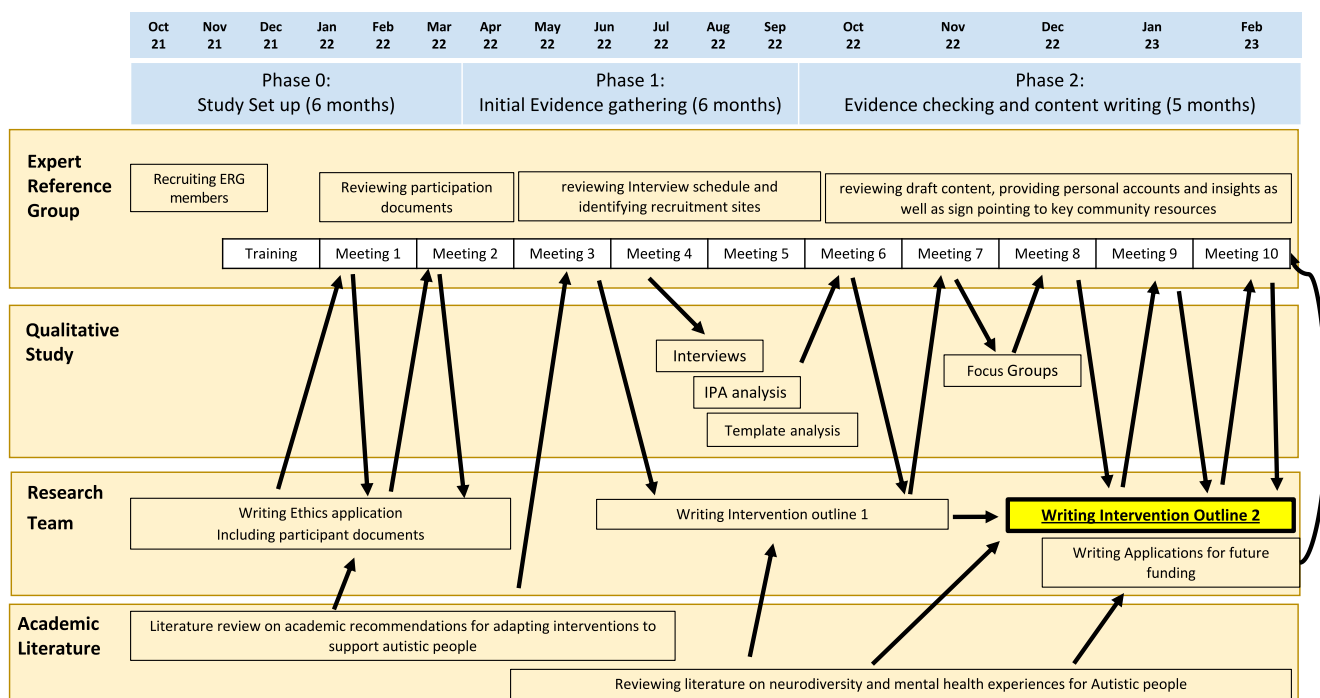 Oct Nov Dec Jan Feb Mar Apr May Jun Jul Aug Sep Oct Nov Dec Jan Feb
21 21 21 22 22 22 22 22 22 22 22 22 22 22 22 23 23
Phase 0:
Study Set up (6 months)
Phase 1:
Initial Evidence gathering (6 months)
Phase 2:
Evidence checking and content writing (5 months)
Expert
Reference
Group
Recruiting ERG
members
Reviewing participation
documents
reviewing Interview schedule and
identifying recruitment sites
reviewing draft content, providing personal accounts and insights as
well as sign pointing to key community resources
Training Meeting 1 Meeting 2 Meeting 3 Meeting 4 Meeting 5 Meeting 6 Meeting 7 Meeting 8 Meeting 9 Meeting 10
Qualitative
Study
Interviews
IPA analysis
Template analysis
Focus Groups
Research
Team
Writing Ethics application
Including participant documents
Writing Intervention outline 1
Writing Intervention Outline 2
Writing Applications for future
funding
Academic
Literature
Literature review on academic recommendations for adapting interventions to
support autistic people
Reviewing literature on neurodiversity and mental health experiences for Autistic people